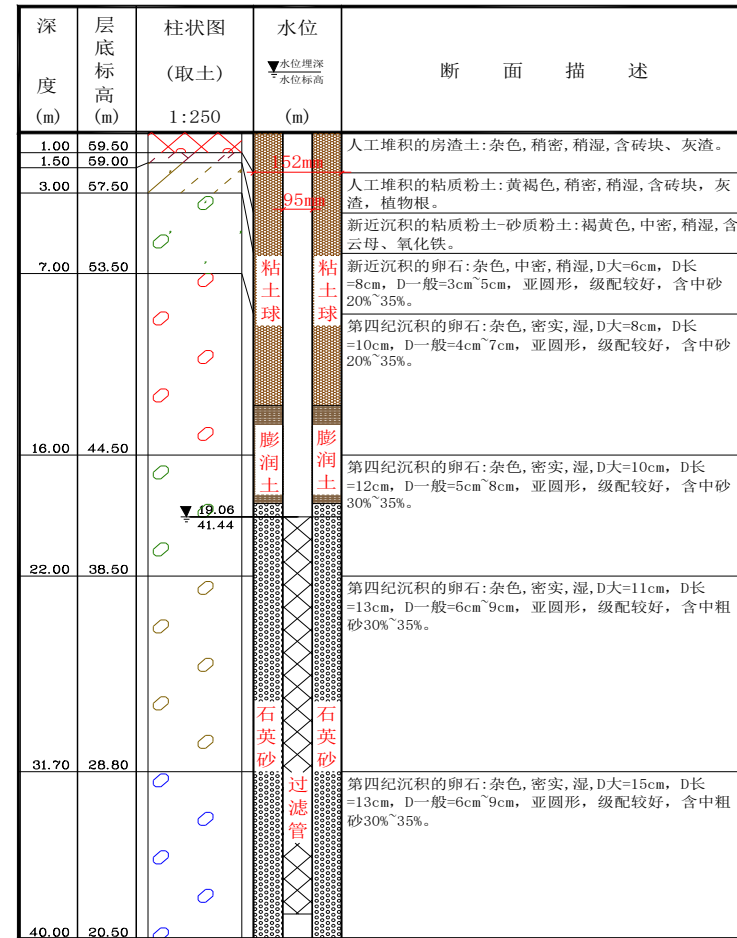 深度(m)
层底标高(m)
柱状图
(取土)
1:250
水位
水位埋深
水位标高
(m)
断面描述
1.00 59.50
1.50 59.00
3.00 57.50
7.00 53.50
16.00 44.50
22.00 38.50
31.70 28.80
40.00 20.50
19.06
41.44
152mm
95mm
粘土球
粘土球
膨润土
膨润土
石英砂
石英砂
过滤管
人工堆积的房渣土:杂色,稍密,稍湿,含砖块、灰渣。
人工堆积的粘质粉土:黄褐色,稍密,稍湿,含砖块，灰
渣，植物根。
新近沉积的粘质粉土-砂质粉土:褐黄色,中密,稍湿,含
云母、氧化铁。
新近沉积的卵石:杂色,中密,稍湿,D大=6cm，D长
=8cm，D一般=3cm~5cm，亚圆形，级配较好，含中砂
20%~35%。
第四纪沉积的卵石:杂色,密实,湿,D大=8cm，D长
=10cm，D一般=4cm~7cm，亚圆形，级配较好，含中砂
20%~35%。
第四纪沉积的卵石:杂色,密实,湿,D大=10cm，D长
=12cm，D一般=5cm~8cm，亚圆形，级配较好，含中砂
30%~35%。
第四纪沉积的卵石:杂色,密实,湿,D大=11cm，D长
=13cm，D一般=6cm~9cm，亚圆形，级配较好，含中粗
砂30%~35%。
第四纪沉积的卵石:杂色,密实,湿,D大=15cm，D长
=13cm，D一般=6cm~9cm，亚圆形，级配较好，含中粗
砂30%~35%。